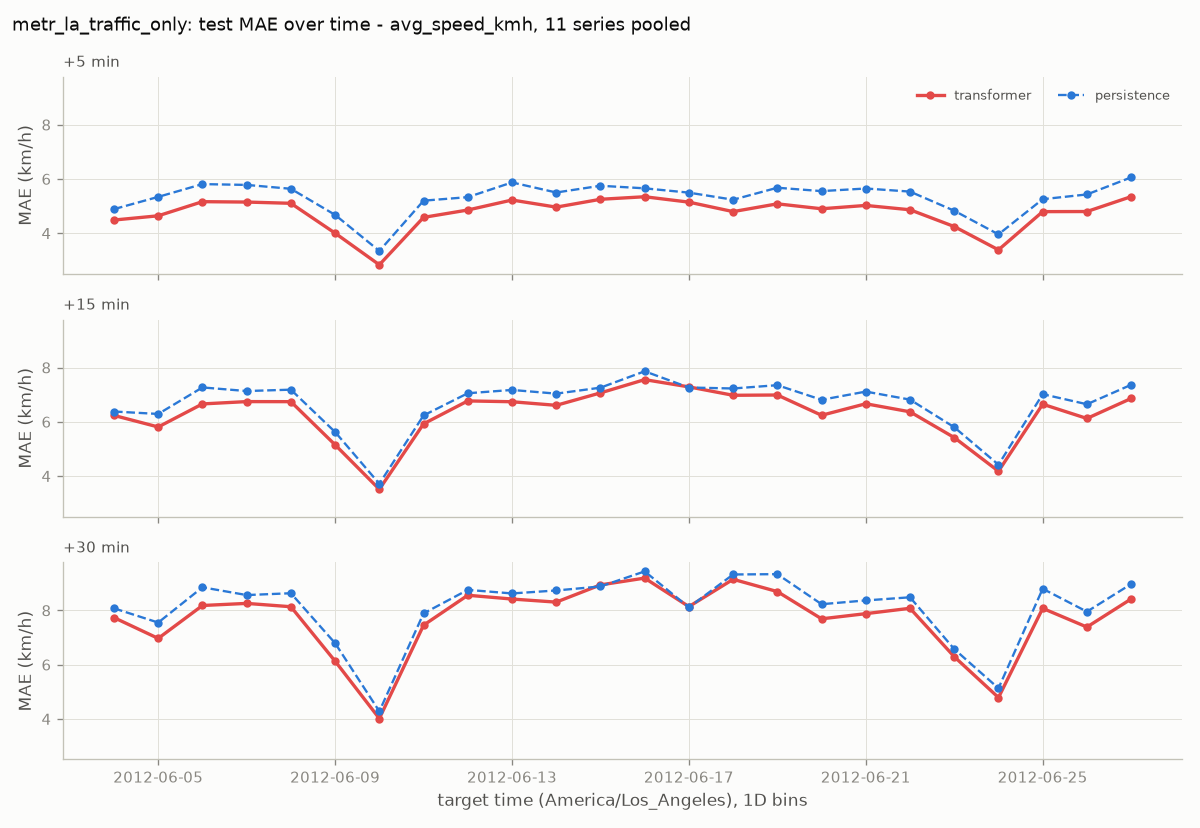 metr_la_traffic_only: test MAE over time - avg_speed_kmh, 11 series pooled
+5 min
transformer
persistence
8
6
4
MAE (km/h)
+15 min
8
6
4
MAE (km/h)
+30 min
8
6
4
MAE (km/h)
2012-06-05
2012-06-09
2012-06-13
2012-06-17
2012-06-21
2012-06-25
target time (America/Los_Angeles), 1D bins